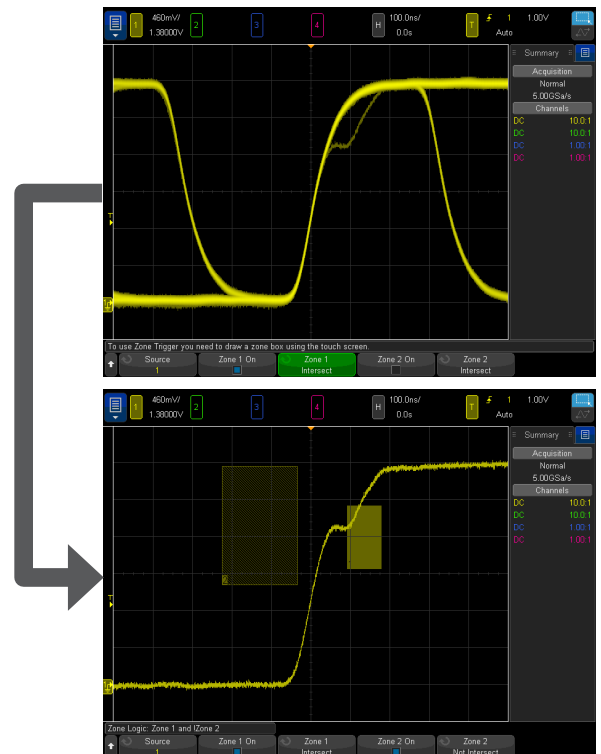 1 460mV/ 1.38000V 2 3 4 H 100.0ns/ 0.0s T 1 1.00V Auto
Summary
Acquisition
Normal
5.00GSa/s
Channels
DC 10.0:1
DC 10.0:1
DC 1.00:1
DC 1.00:1
T
To use Zone Trigger you need to draw a zone box using the touch screen.
Source Zone 1 On Zone 1 Zone 2 On Zone 2
1 Intersect Intersect
1 460mV/ 1.38000V 2 3 4 H 100.0ns/ 0.0s T 1 1.00V Auto
Summary
Acquisition
Normal
5.00GSa/s
Channels
DC 10.0:1
DC 10.0:1
DC 1.00:1
DC 1.00:1
T
Zone Logic: Zone 1 and !Zone 2
Source Zone 1 On Zone 1 Zone 2 On Zone 2
1 Intersect Not Intersect